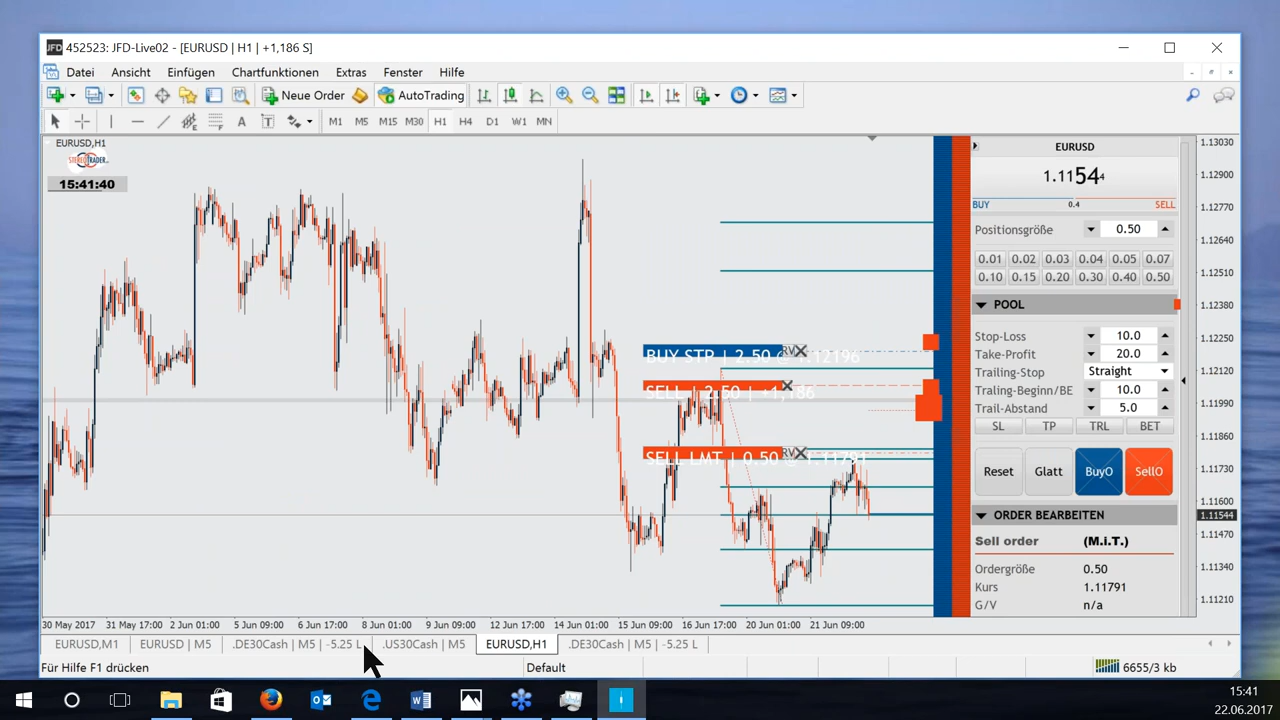 452523: JFD-Live02 - [EURUSD | H1 | +1,186 S]
Datei Ansicht Einfügen Chartfunktionen Extras Fenster Hilfe
Neue Order AutoTrading
A T M1 M5 M15 M30 H1 H4 D1 W1 MN
EURUSD,H1
STEREOTRADER
15:41:40
BUY STP | 2.50 @ 1.112196
RV
SELL | 2.50 | +1,186
SELL LMT | 0.50 @ 1.11791
RV
EURUSD
1.11544
BUY 0.4 SELL
Positionsgröße 0.50
0.01 0.02 0.03 0.04 0.05 0.07
0.10 0.15 0.20 0.30 0.40 0.50
POOL
Stop-Loss 10.0
Take-Profit 20.0
Trailing-Stop Straight
Traling-Beginn/BE 10.0
Trail-Abstand 5.0
SL TP TRL BET
Reset Glatt BuyO SellO
ORDER BEARBEITEN
Sell order (M.i.T.)
Ordergröße 0.50
Kurs 1.11791
G/V n/a
1.13030
1.12900
1.12770
1.12640
1.12510
1.12380
1.12250
1.12120
1.11990
1.11860
1.11730
1.11600
1.11544
1.11470
1.11340
1.11210
30 May 2017 31 May 17:00 2 Jun 01:00 5 Jun 09:00 6 Jun 17:00 8 Jun 01:00 9 Jun 09:00 12 Jun 17:00 14 Jun 01:00 15 Jun 09:00 16 Jun 17:00 20 Jun 01:00 21 Jun 09:00
EURUSD,M1 EURUSD | M5 .DE30Cash | M5 | -5.25 L .US30Cash | M5 EURUSD,H1 .DE30Cash | M5 | -5.25 L
Für Hilfe F1 drücken Default 6655/3 kb
15:41
22.06.2017